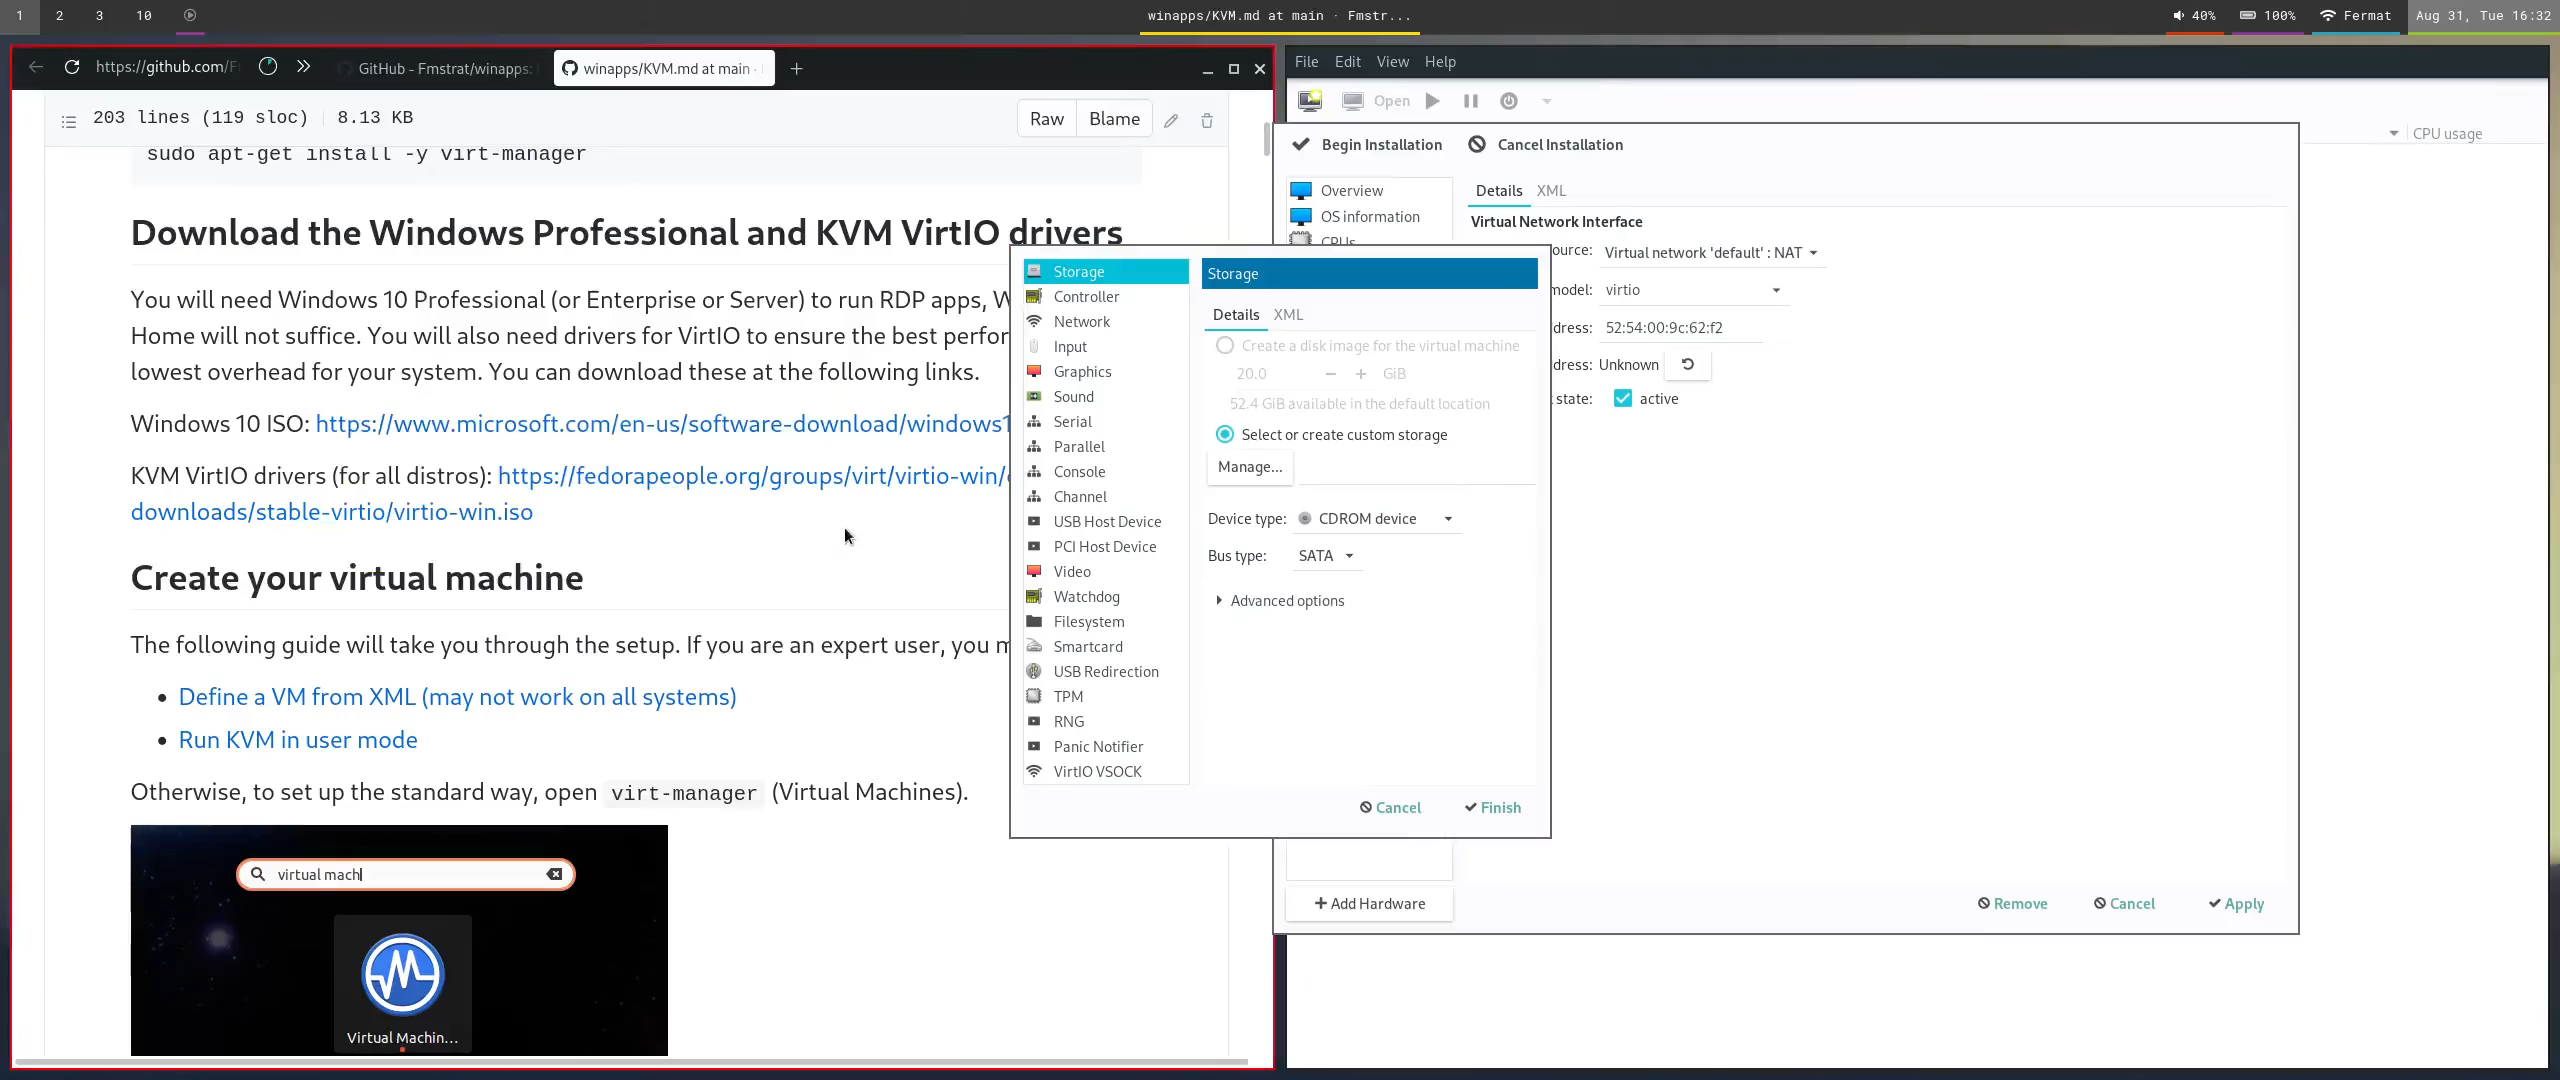 1 2 3 10
winapps/KVM.md at main · Fmstr...
40% 100% Fermat Aug 31, Tue 16:32
https://github.com/F
GitHub - Fmstrat/winapps:
winapps/KVM.md at main ·
203 lines (119 sloc) 8.13 KB
Raw Blame
sudo apt-get install -y virt-manager
Download the Windows Professional and KVM VirtIO drivers
You will need Windows 10 Professional (or Enterprise or Server) to run RDP apps, W
Home will not suffice. You will also need drivers for VirtIO to ensure the best perfor
lowest overhead for your system. You can download these at the following links.
Windows 10 ISO: https://www.microsoft.com/en-us/software-download/windows1
KVM VirtIO drivers (for all distros): https://fedorapeople.org/groups/virt/virtio-win/
downloads/stable-virtio/virtio-win.iso
Create your virtual machine
The following guide will take you through the setup. If you are an expert user, you m
• Define a VM from XML (may not work on all systems)
• Run KVM in user mode
Otherwise, to set up the standard way, open virt-manager (Virtual Machines).
virtual mach
Virtual Machin...
File Edit View Help
Open
CPU usage
Begin Installation Cancel Installation
Overview
OS information
CPUs
Details XML
Virtual Network Interface
ource: Virtual network 'default' : NAT
model: virtio
dress: 52:54:00:9c:62:f2
dress: Unknown
state: active
+ Add Hardware
Remove Cancel Apply
Storage
Controller
Network
Input
Graphics
Sound
Serial
Parallel
Console
Channel
USB Host Device
PCI Host Device
Video
Watchdog
Filesystem
Smartcard
USB Redirection
TPM
RNG
Panic Notifier
VirtIO VSOCK
Storage
Details XML
Create a disk image for the virtual machine
20.0 − + GiB
52.4 GiB available in the default location
Select or create custom storage
Manage...
Device type: CDROM device
Bus type: SATA
Advanced options
Cancel Finish